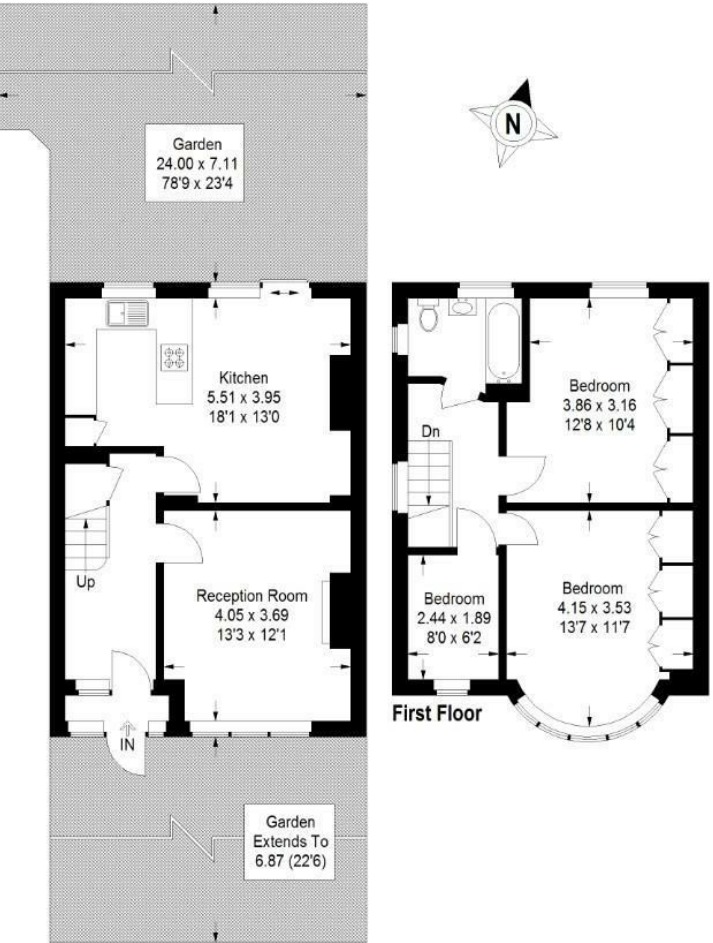 Garden
24.00 x 7.11
78'9 x 23'4
N
Kitchen
5.51 x 3.95
18'1 x 13'0
Up
Reception Room
4.05 x 3.69
13'3 x 12'1
IN
Garden
Extends To
6.87 (22'6)
Dn
Bedroom
3.86 x 3.16
12'8 x 10'4
Bedroom
2.44 x 1.89
8'0 x 6'2
Bedroom
4.15 x 3.53
13'7 x 11'7
First Floor